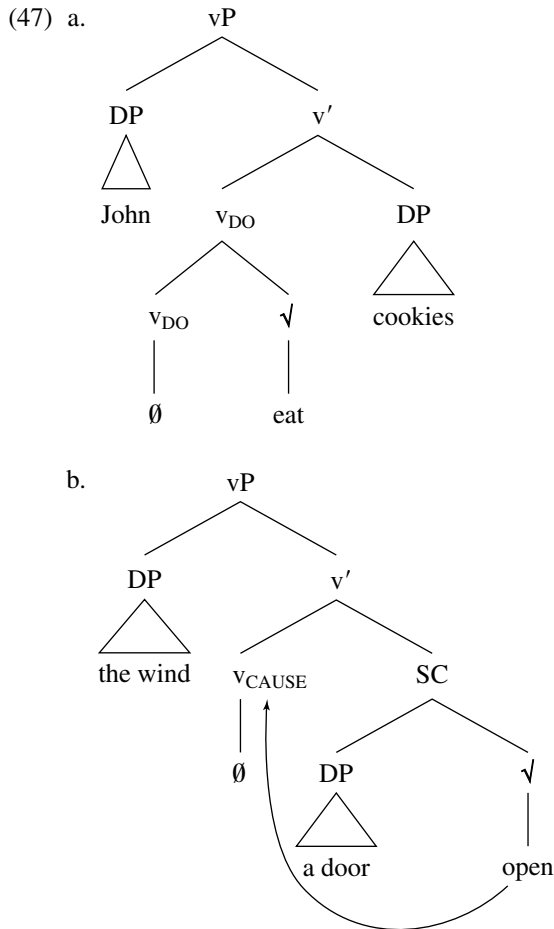 (47) a. vP
DP v′
John v_DO DP
v_DO √ cookies
∅ eat
b. vP
DP v′
the wind v_CAUSE SC
∅ DP √
a door open